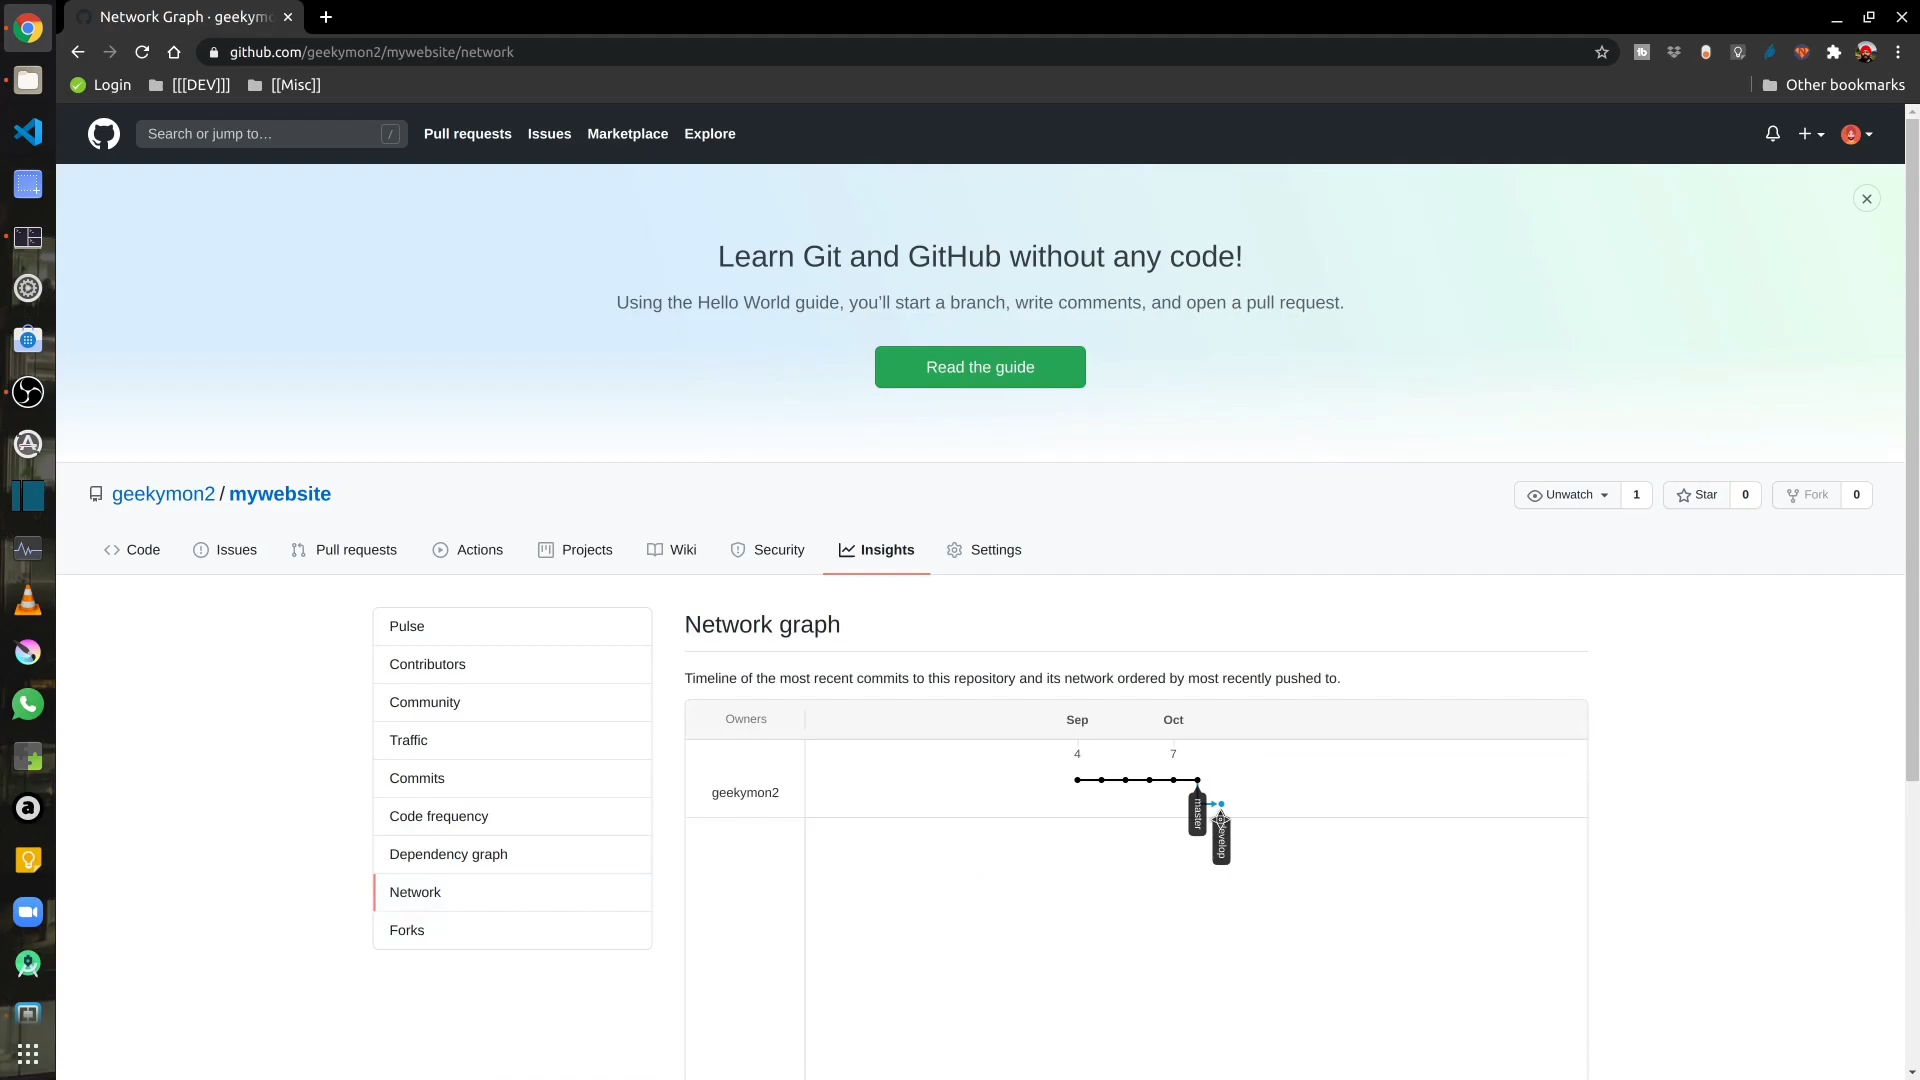 Network Graph · geekymo
github.com/geekymon2/mywebsite/network
Login [[[DEV]]] [[Misc]] Other bookmarks
Search or jump to… / Pull requests Issues Marketplace Explore
Learn Git and GitHub without any code!
Using the Hello World guide, you’ll start a branch, write comments, and open a pull request.
Read the guide
geekymon2 / mywebsite
Unwatch 1 Star 0 Fork 0
Code Issues Pull requests Actions Projects Wiki Security Insights Settings
Pulse
Contributors
Community
Traffic
Commits
Code frequency
Dependency graph
Network
Forks
Network graph
Timeline of the most recent commits to this repository and its network ordered by most recently pushed to.
Owners Sep Oct
4 7
geekymon2
master
develop